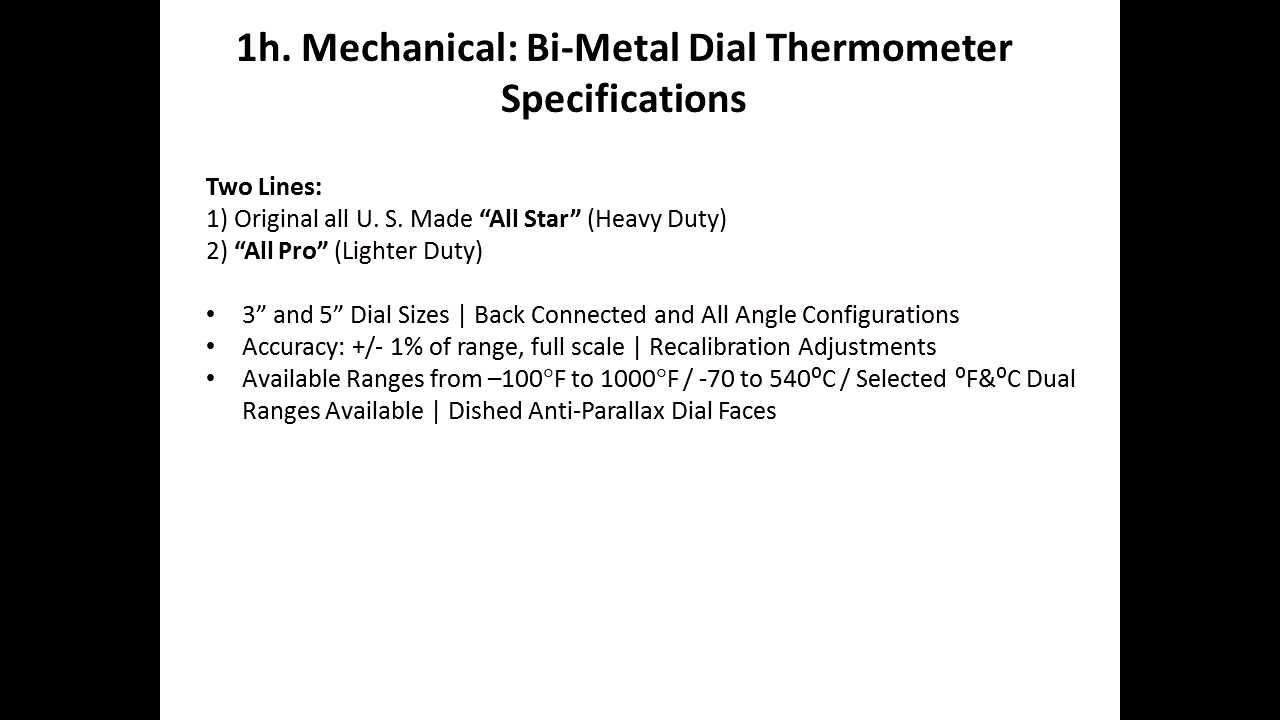 1h. Mechanical: Bi-Metal Dial Thermometer
Specifications
Two Lines:
1) Original all U. S. Made “All Star” (Heavy Duty)
2) “All Pro” (Lighter Duty)
• 3” and 5” Dial Sizes | Back Connected and All Angle Configurations
• Accuracy: +/- 1% of range, full scale | Recalibration Adjustments
• Available Ranges from –100°F to 1000°F / -70 to 540⁰C / Selected ⁰F&⁰C Dual
Ranges Available | Dished Anti-Parallax Dial Faces